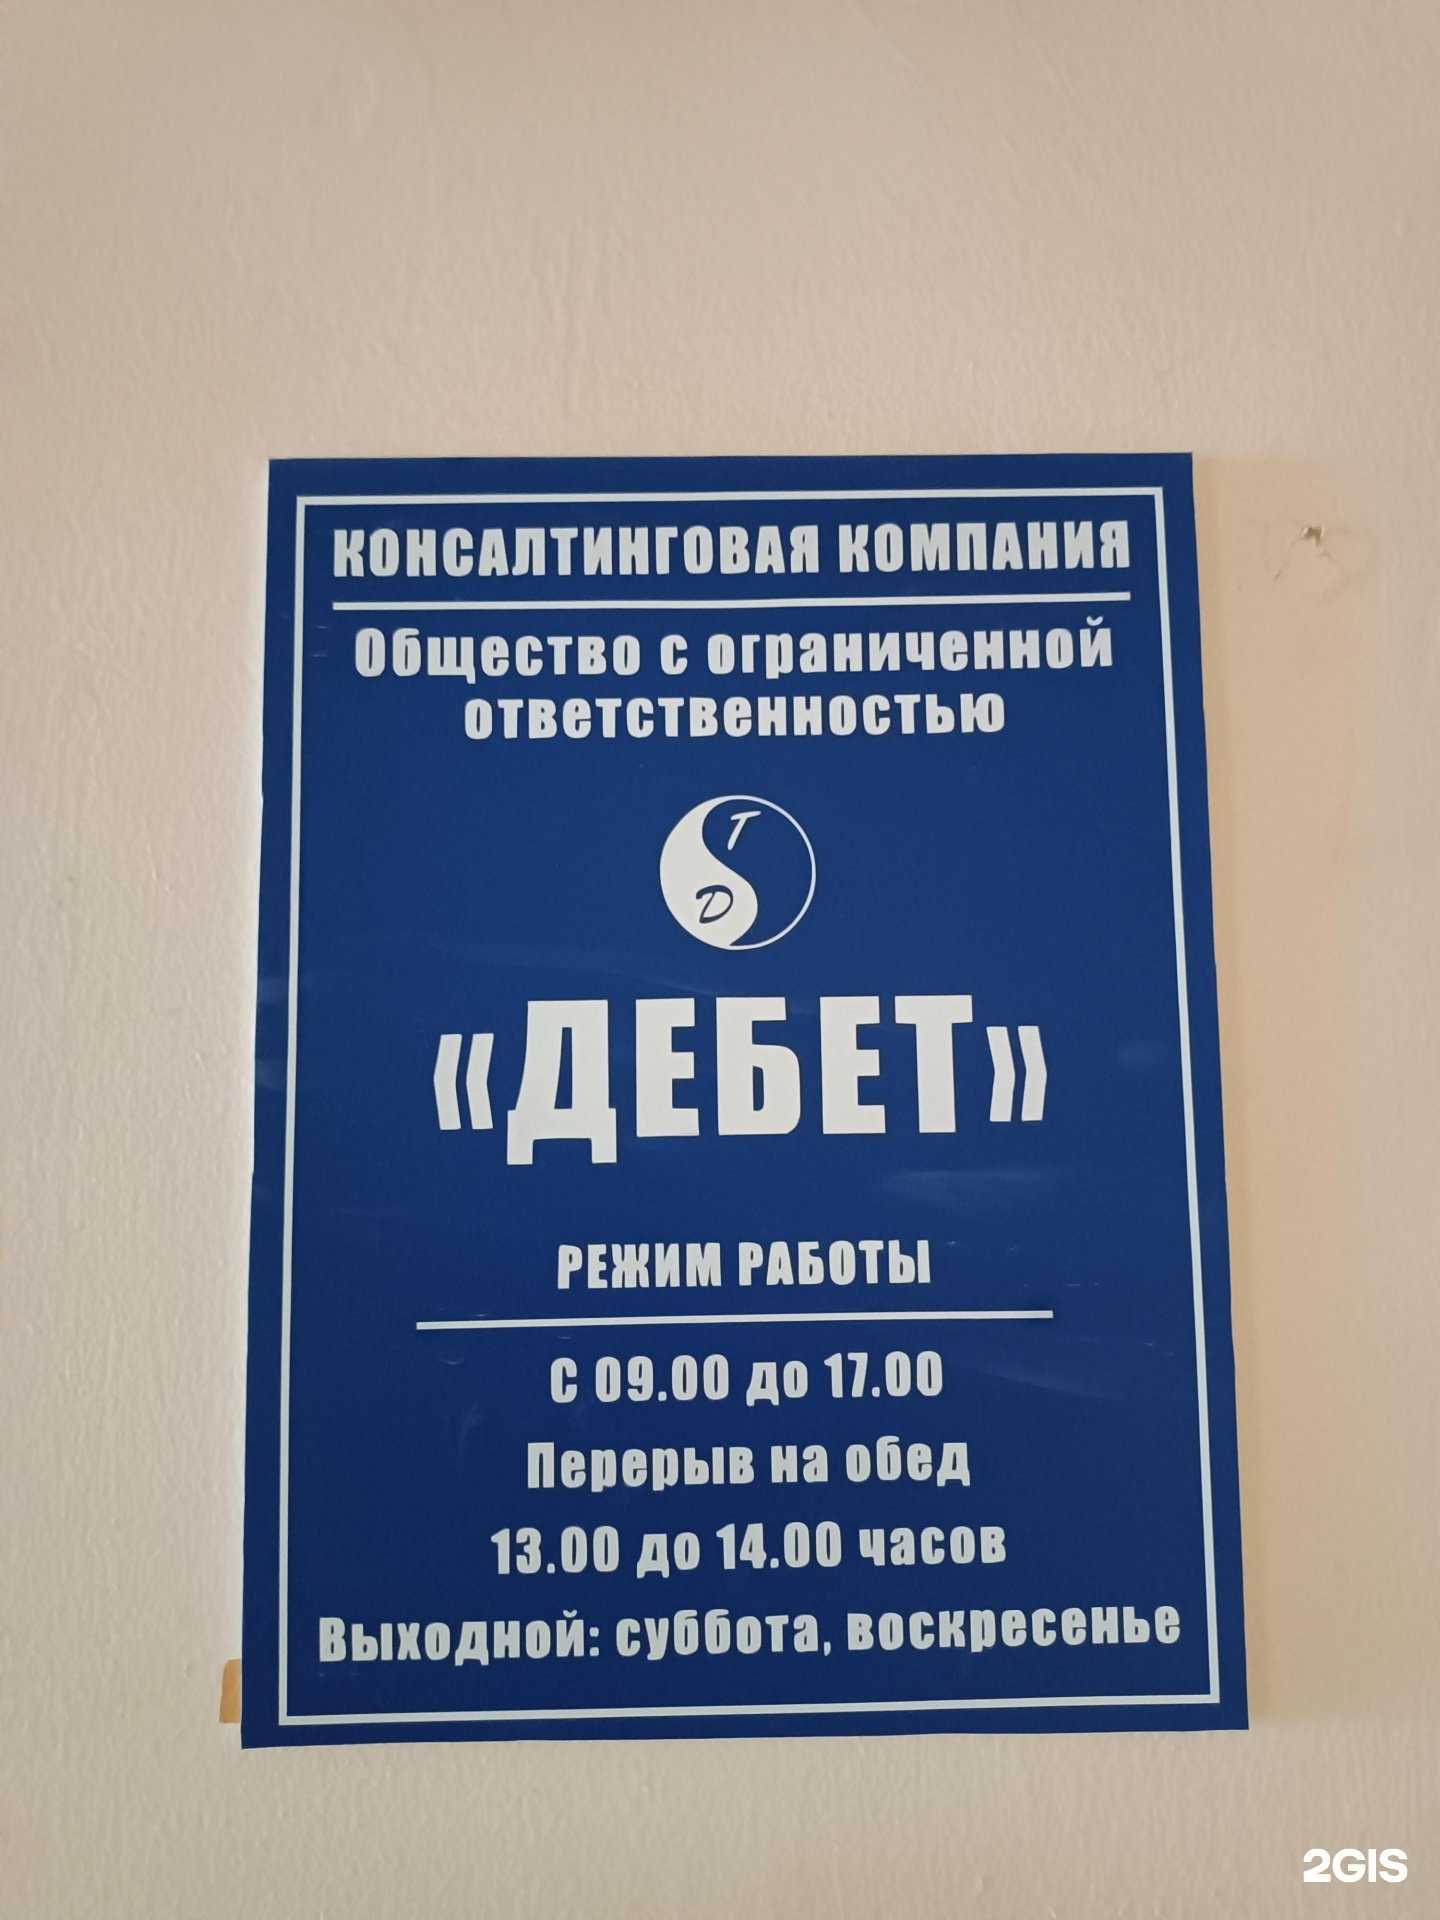 КОНСАЛТИНГОВАЯ КОМПАНИЯ
Общество с ограниченной
ответственностью
T
D
«ДЕБЕТ»
РЕЖИМ РАБОТЫ
С 09.00 до 17.00
Перерыв на обед
13.00 до 14.00 часов
Выходной: суббота, воскресенье
2GIS